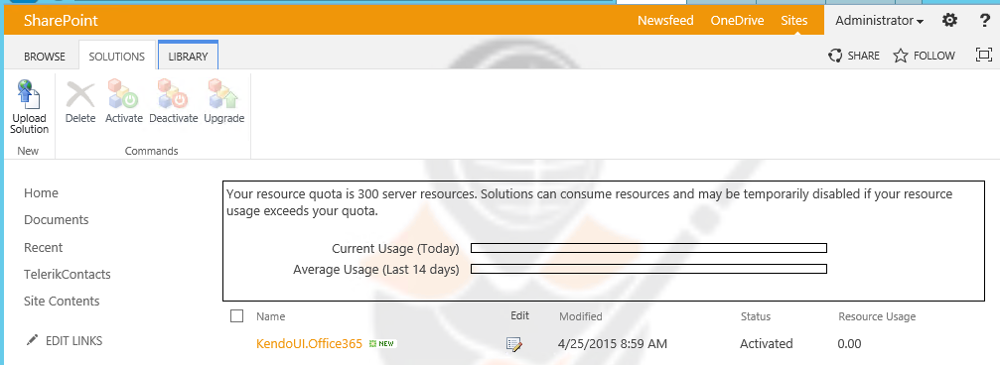 SharePoint Newsfeed OneDrive Sites Administrator ?
BROWSE SOLUTIONS LIBRARY SHARE FOLLOW
Upload Solution Delete Activate Deactivate Upgrade
New Commands
Home
Documents
Recent
TelerikContacts
Site Contents
EDIT LINKS
Your resource quota is 300 server resources. Solutions can consume resources and may be temporarily disabled if your resource
usage exceeds your quota.
Current Usage (Today)
Average Usage (Last 14 days)
Name Edit Modified Status Resource Usage
KendoUI.Office365 NEW 4/25/2015 8:59 AM Activated 0.00